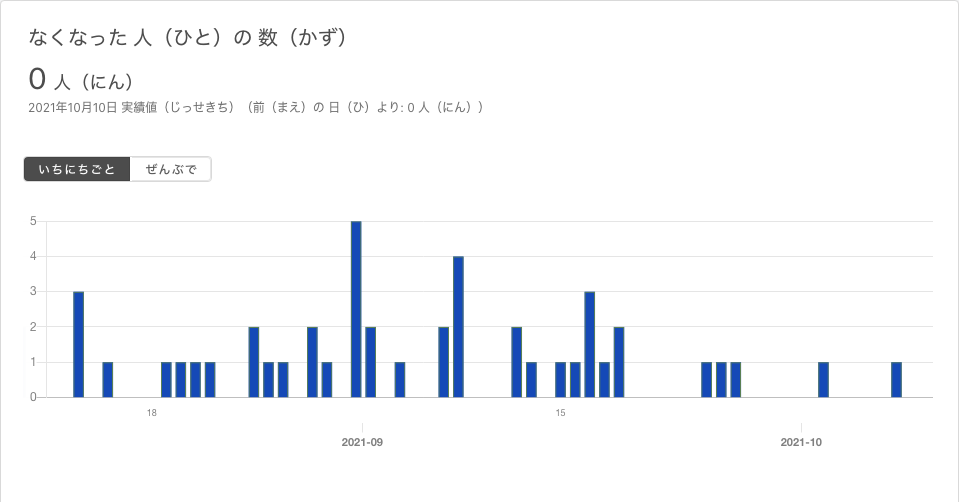 なくなった 人（ひと）の 数（かず）
0 人（にん）
2021年10月10日 実績値（じっせきち）（前（まえ）の 日（ひ）より: 0 人（にん））
いちにちごと
ぜんぶで
5
4
3
2
1
0
18
15
2021-09
2021-10